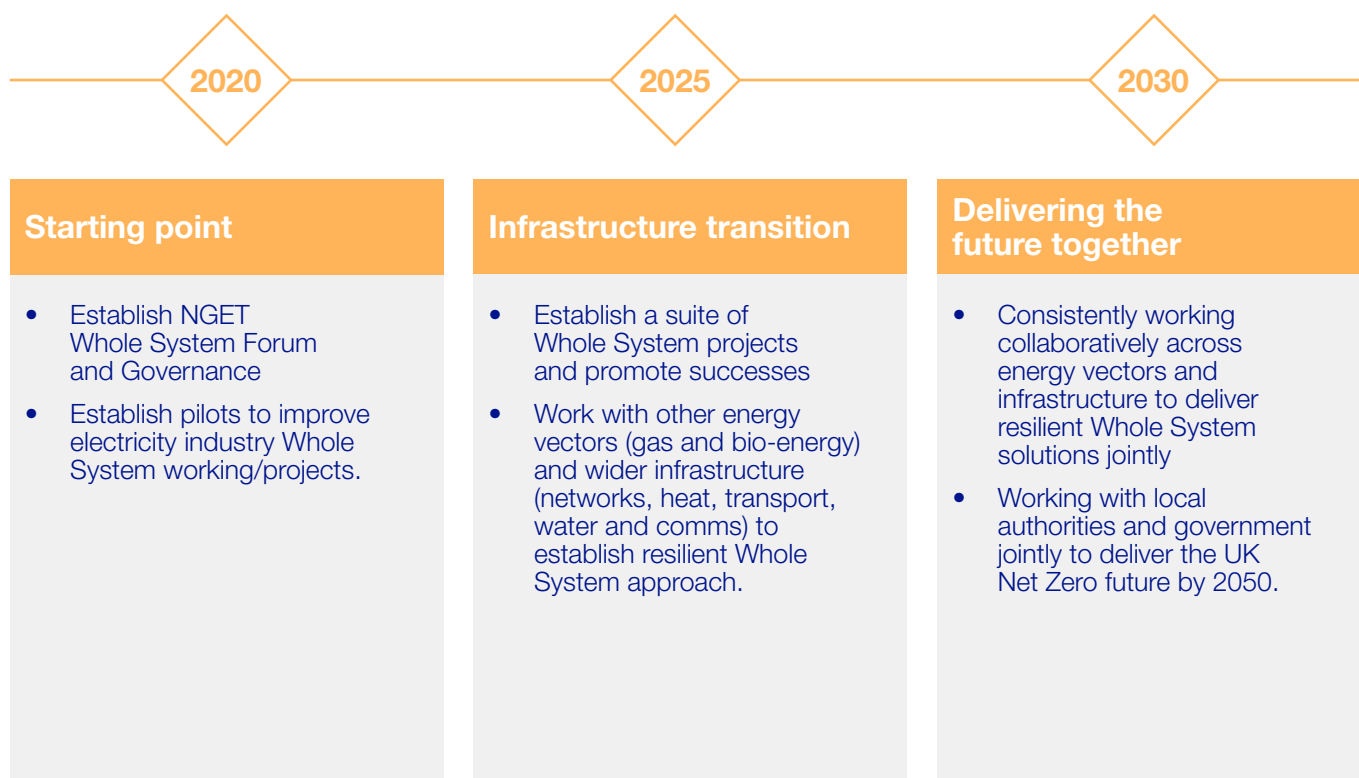 2020
2025
2030
Starting point
• Establish NGET
Whole System Forum
and Governance
• Establish pilots to improve
electricity industry Whole
System working/projects.
Infrastructure transition
• Establish a suite of
Whole System projects
and promote successes
• Work with other energy
vectors (gas and bio-energy)
and wider infrastructure
(networks, heat, transport,
water and comms) to
establish resilient Whole
System approach.
Delivering the
future together
• Consistently working
collaboratively across
energy vectors and
infrastructure to deliver
resilient Whole System
solutions jointly
• Working with local
authorities and government
jointly to deliver the UK
Net Zero future by 2050.